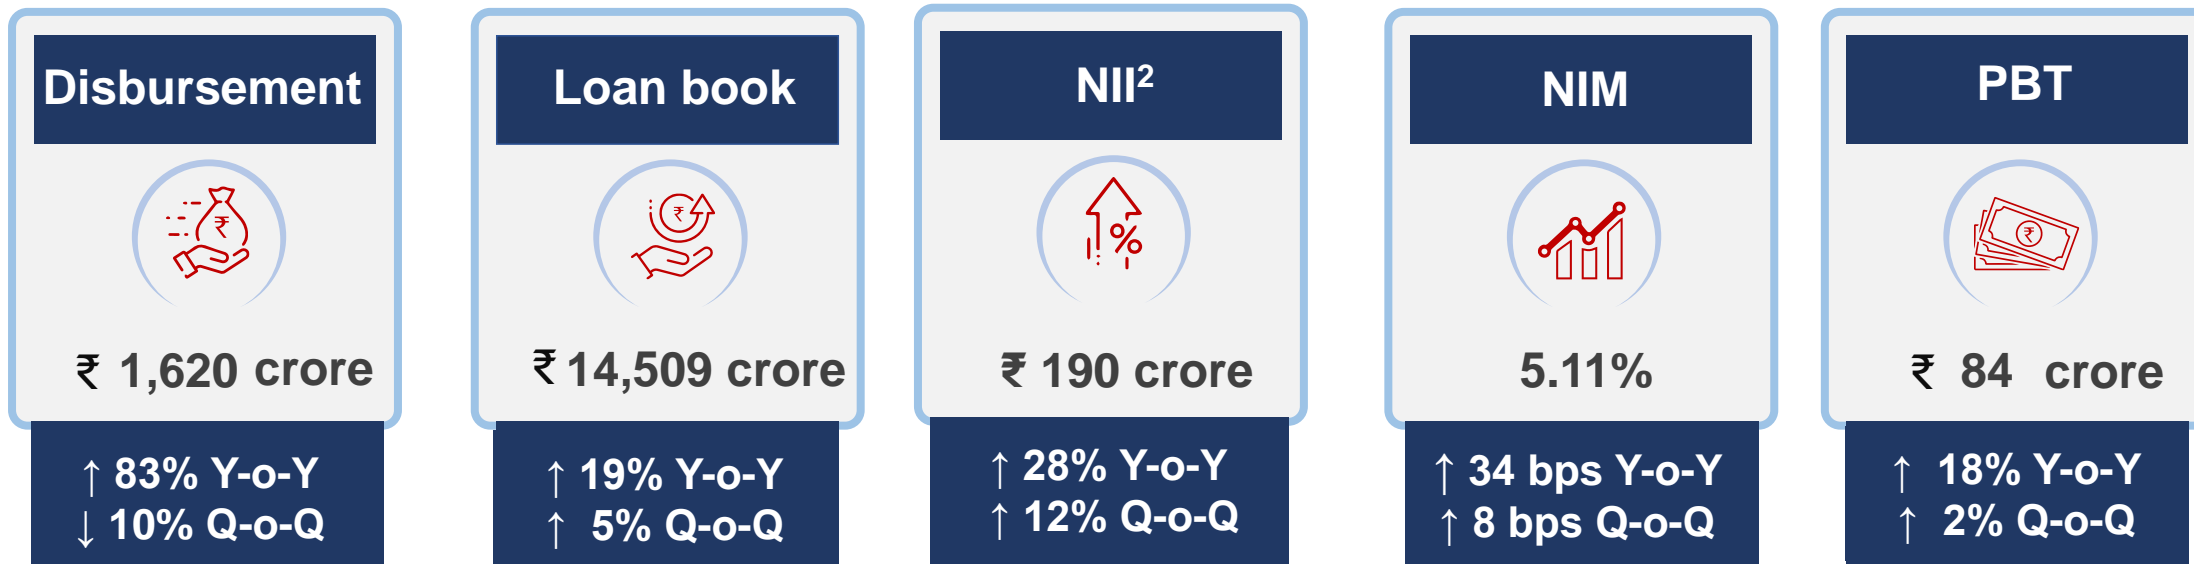 Disbursement
₹ 1,620 crore
↑ 83% Y-o-Y
↓ 10% Q-o-Q
Loan book
₹ 14,509 crore
↑ 19% Y-o-Y
↑ 5% Q-o-Q
NII²
₹ 190 crore
↑ 28% Y-o-Y
↑ 12% Q-o-Q
NIM
5.11%
↑ 34 bps Y-o-Y
↑ 8 bps Q-o-Q
PBT
₹ 84 crore
↑ 18% Y-o-Y
↑ 2% Q-o-Q